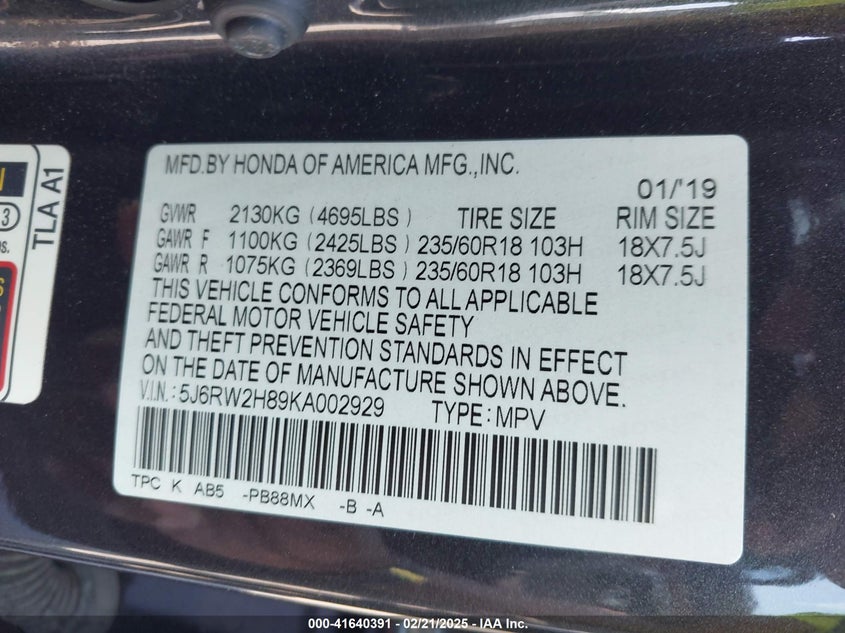 MFD.BY HONDA OF AMERICA MFG.,INC.
01/'19
GVWR 2130KG (4695LBS) TIRE SIZE RIM SIZE
GAWR F 1100KG (2425LBS) 235/60R18 103H 18X7.5J
GAWR R 1075KG (2369LBS) 235/60R18 103H 18X7.5J
THIS VEHICLE CONFORMS TO ALL APPLICABLE
FEDERAL MOTOR VEHICLE SAFETY
AND THEFT PREVENTION STANDARDS IN EFFECT
ON THE DATE OF MANUFACTURE SHOWN ABOVE.
V.I.N.: 5J6RW2H89KA002929 TYPE: MPV
TPC K AB5 -PB88MX -B -A
TLA A1
3
000-41640391 - 02/21/2025 - IAAI.com